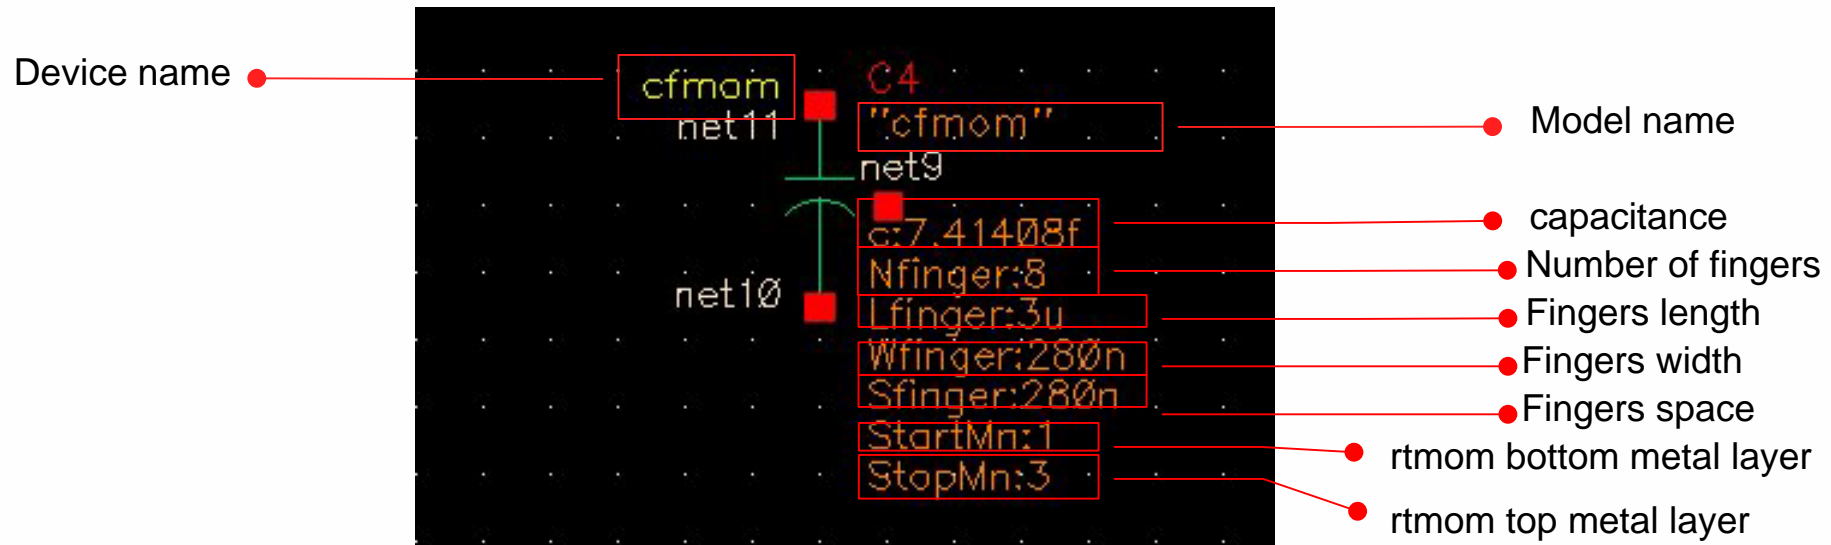 Device name
cfmom
C4
"cfmom"
net11
net9
Model name
c:7.41408f
capacitance
Nfinger:8
Number of fingers
net10
Lfinger:3u
Fingers length
Wfinger:280n
Fingers width
Sfinger:280n
Fingers space
StartMn:1
rtmom bottom metal layer
StopMn:3
rtmom top metal layer